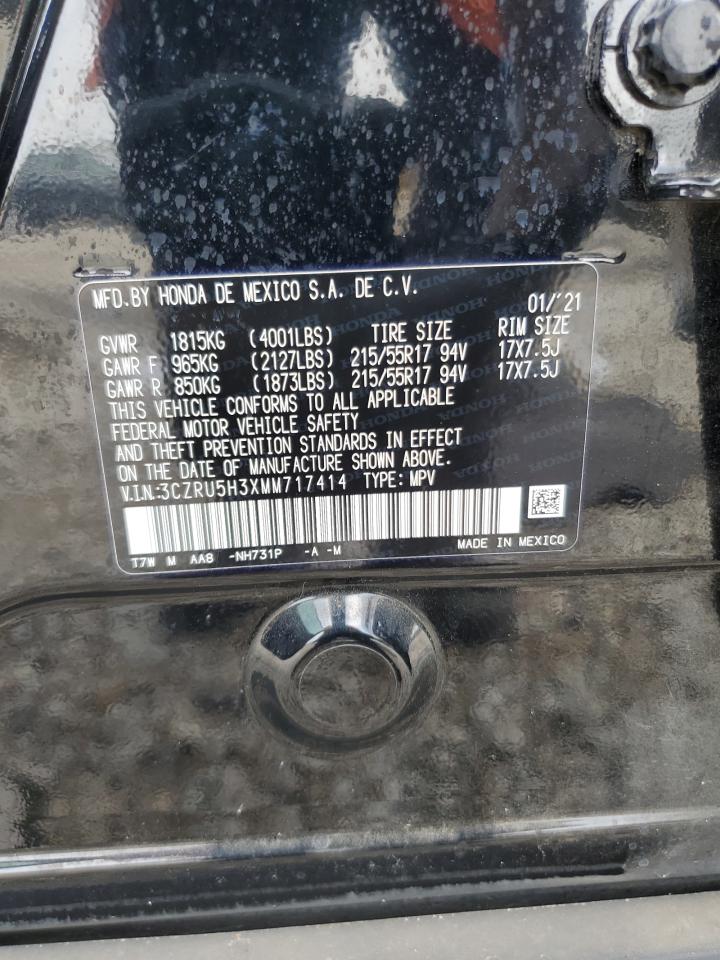 MFD.BY HONDA DE MEXICO S.A. DE C.V.
01/'21
GVWR 1815KG (4001LBS) TIRE SIZE RIM SIZE
GAWR F 965KG (2127LBS) 215/55R17 94V 17X7.5J
GAWR R 850KG (1873LBS) 215/55R17 94V 17X7.5J
THIS VEHICLE CONFORMS TO ALL APPLICABLE
FEDERAL MOTOR VEHICLE SAFETY
AND THEFT PREVENTION STANDARDS IN EFFECT
ON THE DATE OF MANUFACTURE SHOWN ABOVE.
V.I.N.:3CZRU5H3XMM717414 TYPE: MPV
T7W M AA8 -NH731P -A -M MADE IN MEXICO